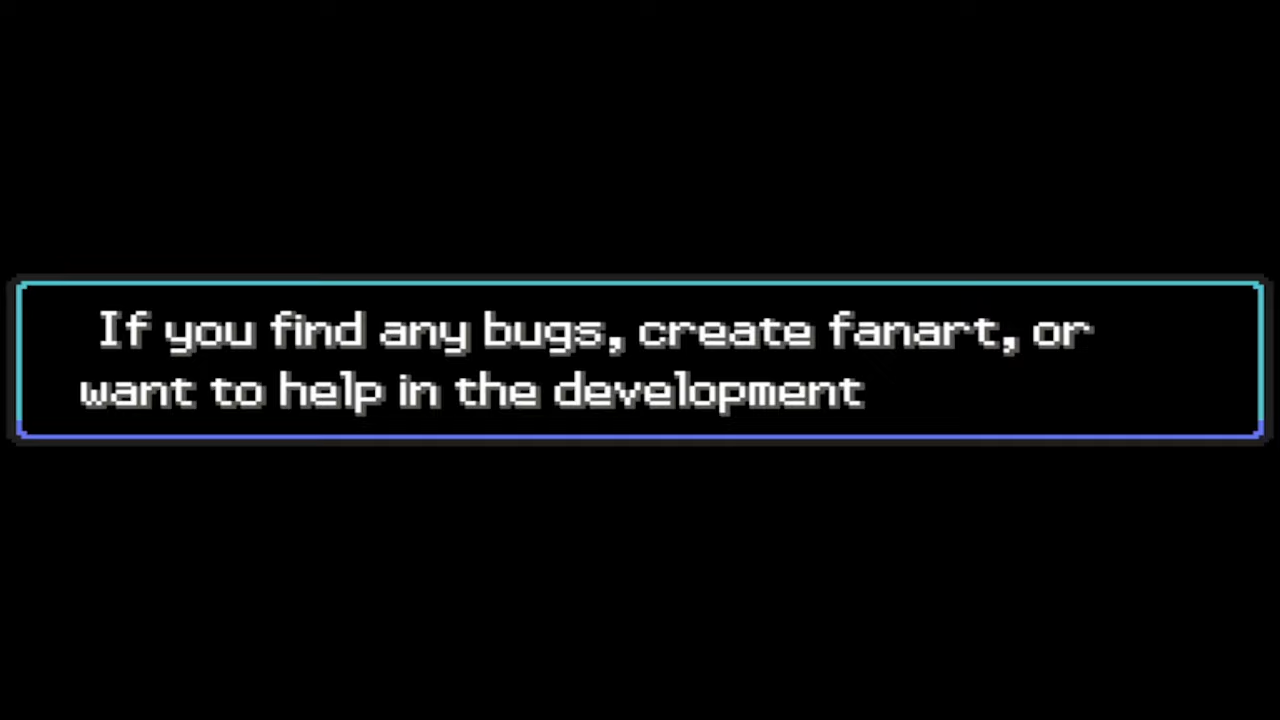 If you find any bugs, create fanart, or
want to help in the development